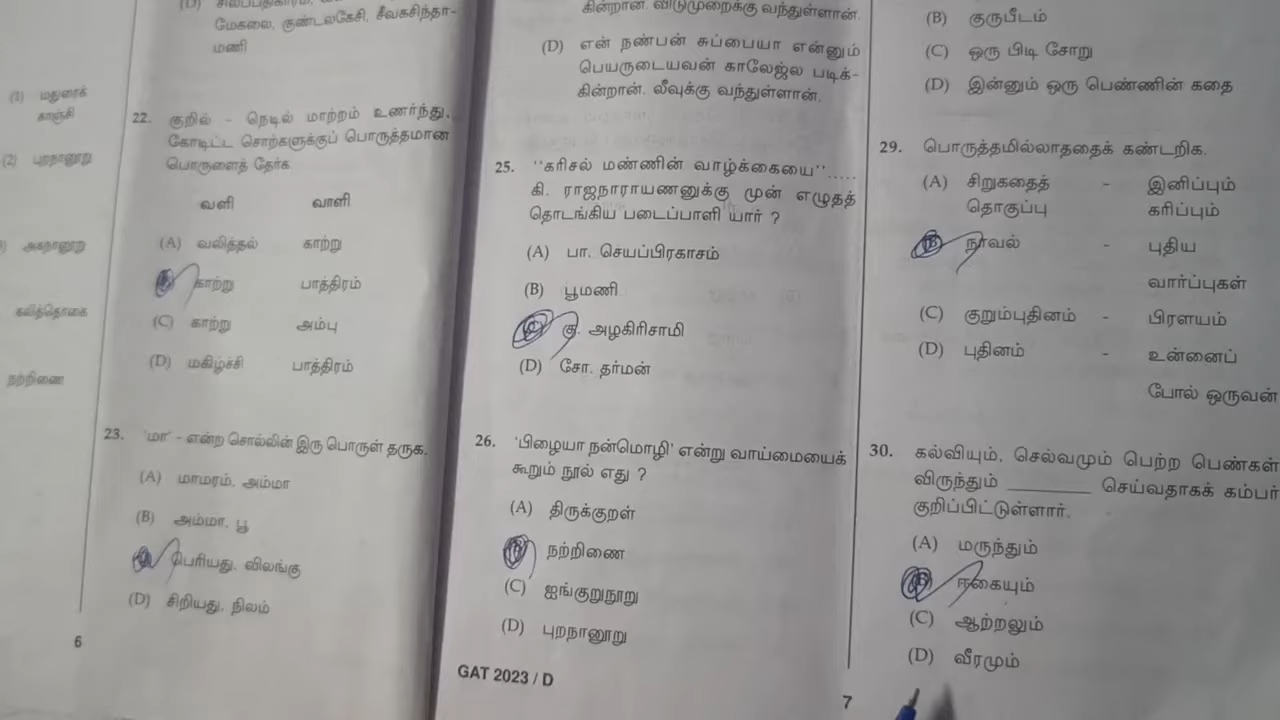 (1) மதுரைக்
காஞ்சி
(2) புறநானூறு
அகநானூறு
கலித்தொகை
நற்றிணை
(D) சிலப்பதிகாரம்,
மேகலை, குண்டலகேசி, சீவகசிந்தா-
மணி
22. குறில் - நெடில் மாற்றம் உணர்ந்து,
கோடிட்ட சொற்களுக்குப் பொருத்தமான
பொருளைத் தேர்க
வளி வாளி
(A) வலித்தல் காற்று
காற்று பாத்திரம்
(C) காற்று அம்பு
(D) மகிழ்ச்சி பாத்திரம்
23. 'மா' - என்ற சொல்லின் இரு பொருள் தருக.
(A) மாமரம், அம்மா
(B) அம்மா, பூ
பெரியது, விலங்கு
(D) சிறியது, நிலம்
6
கின்றான். விடுமுறைக்கு வந்துள்ளான்.
(D) என் நண்பன் சுப்பையா என்னும்
பெயருடையவன் காலேஜ்ல படிக்-
கின்றான். லீவுக்கு வந்துள்ளான்.
25. "கரிசல் மண்ணின் வாழ்க்கையை".....
கி. ராஜநாராயணனுக்கு முன் எழுதத்
தொடங்கிய படைப்பாளி யார் ?
(A) பா. செயப்பிரகாசம்
(B) பூமணி
(C) கு. அழகிரிசாமி
(D) சோ. தர்மன்
26. 'பிழையா நன்மொழி' என்று வாய்மையைக்
கூறும் நூல் எது ?
(A) திருக்குறள்
(B) நற்றிணை
(C) ஐங்குறுநூறு
(D) புறநானூறு
GAT 2023 / D
(B) குருபீடம்
(C) ஒரு பிடி சோறு
(D) இன்னும் ஒரு பெண்ணின் கதை
29. பொருத்தமில்லாததைக் கண்டறிக.
(A) சிறுகதைத் - இனிப்பும்
தொகுப்பு கரிப்பும்
(B) நாவல் - புதிய
வார்ப்புகள்
(C) குறும்புதினம் - பிரளயம்
(D) புதினம் - உன்னைப்
போல் ஒருவன்
30. கல்வியும், செல்வமும் பெற்ற பெண்கள்
விருந்தும் ________ செய்வதாகக் கம்பர்
குறிப்பிட்டுள்ளார்.
(A) மருந்தும்
(B) ஈகையும்
(C) ஆற்றலும்
(D) வீரமும்
7